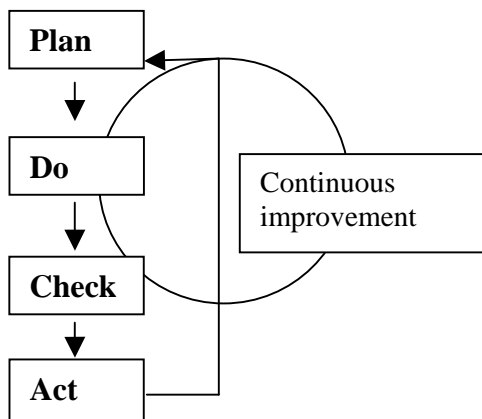 Plan
Do
Continuous
improvement
Check
Act